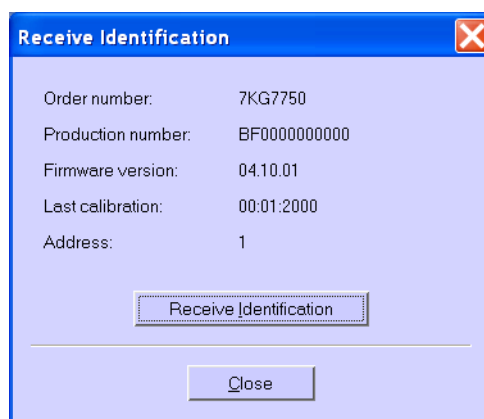 Receive Identification
Order number: 7KG7750
Production number: BF0000000000
Firmware version: 04.10.01
Last calibration: 00:01:2000
Address: 1
Receive Identification
Close